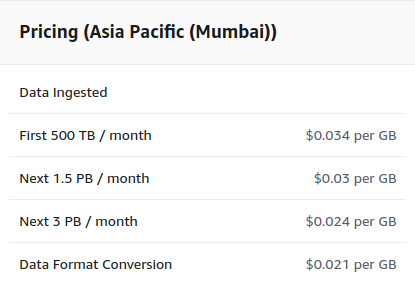 Pricing (Asia Pacific (Mumbai))
Data Ingested
First 500 TB / month $0.034 per GB
Next 1.5 PB / month $0.03 per GB
Next 3 PB / month $0.024 per GB
Data Format Conversion $0.021 per GB